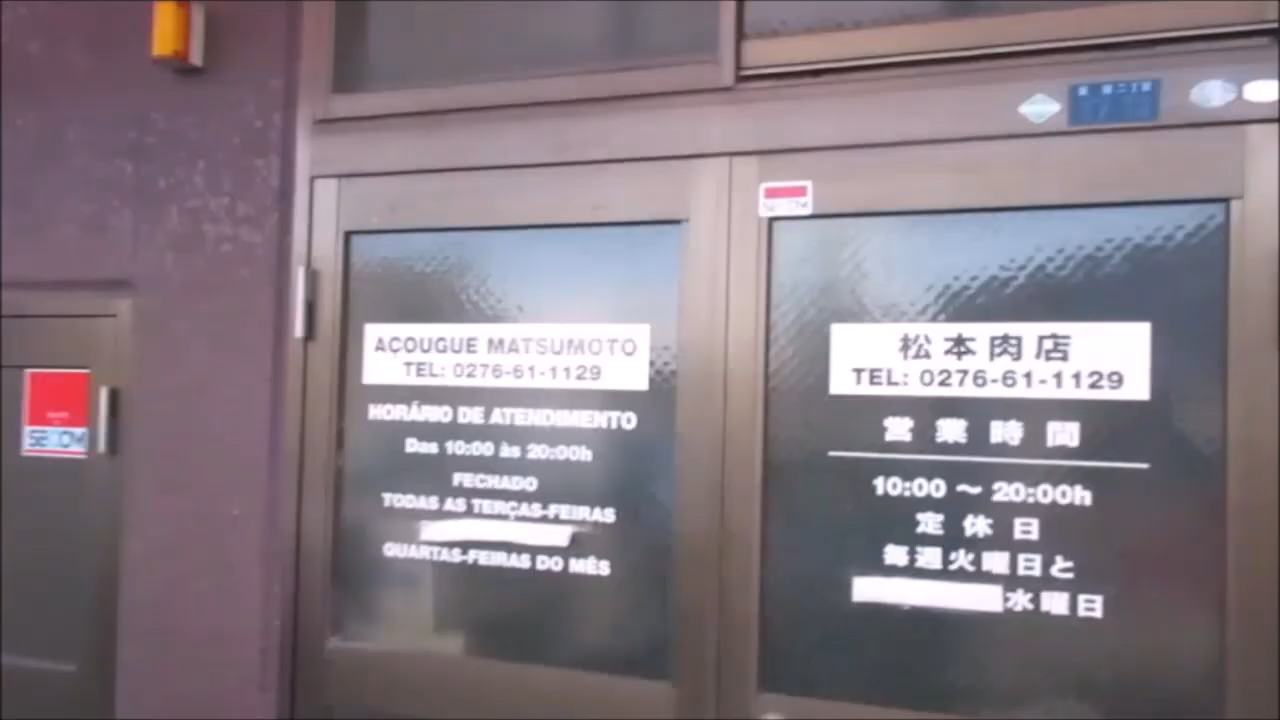 AÇOUGUE MATSUMOTO
TEL: 0276-61-1129
HORÁRIO DE ATENDIMENTO
Das 10:00 às 20:00h
FECHADO
TODAS AS TERÇAS-FEIRAS
QUARTAS-FEIRAS DO MÊS
松本肉店
TEL: 0276-61-1129
営業時間
10:00 ～ 20:00h
定休日
毎週火曜日と
水曜日
SECOM